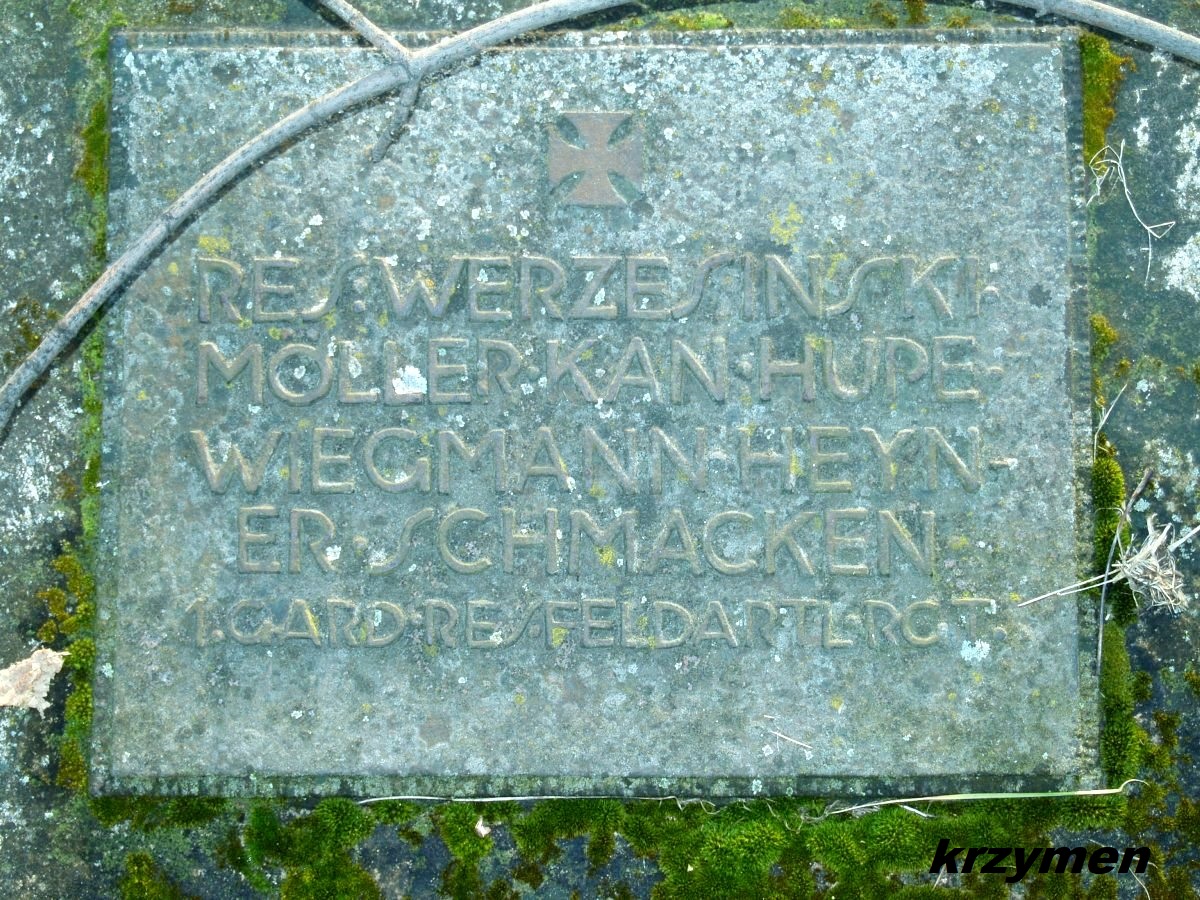 RES: WERZESINSKI·
MÖLLER·KAN·HUPE·
WIEGMANN·HEYN-
ER·SCHMACKEN
1.GARD·RES·FELDARTL·RGT·
krzymen